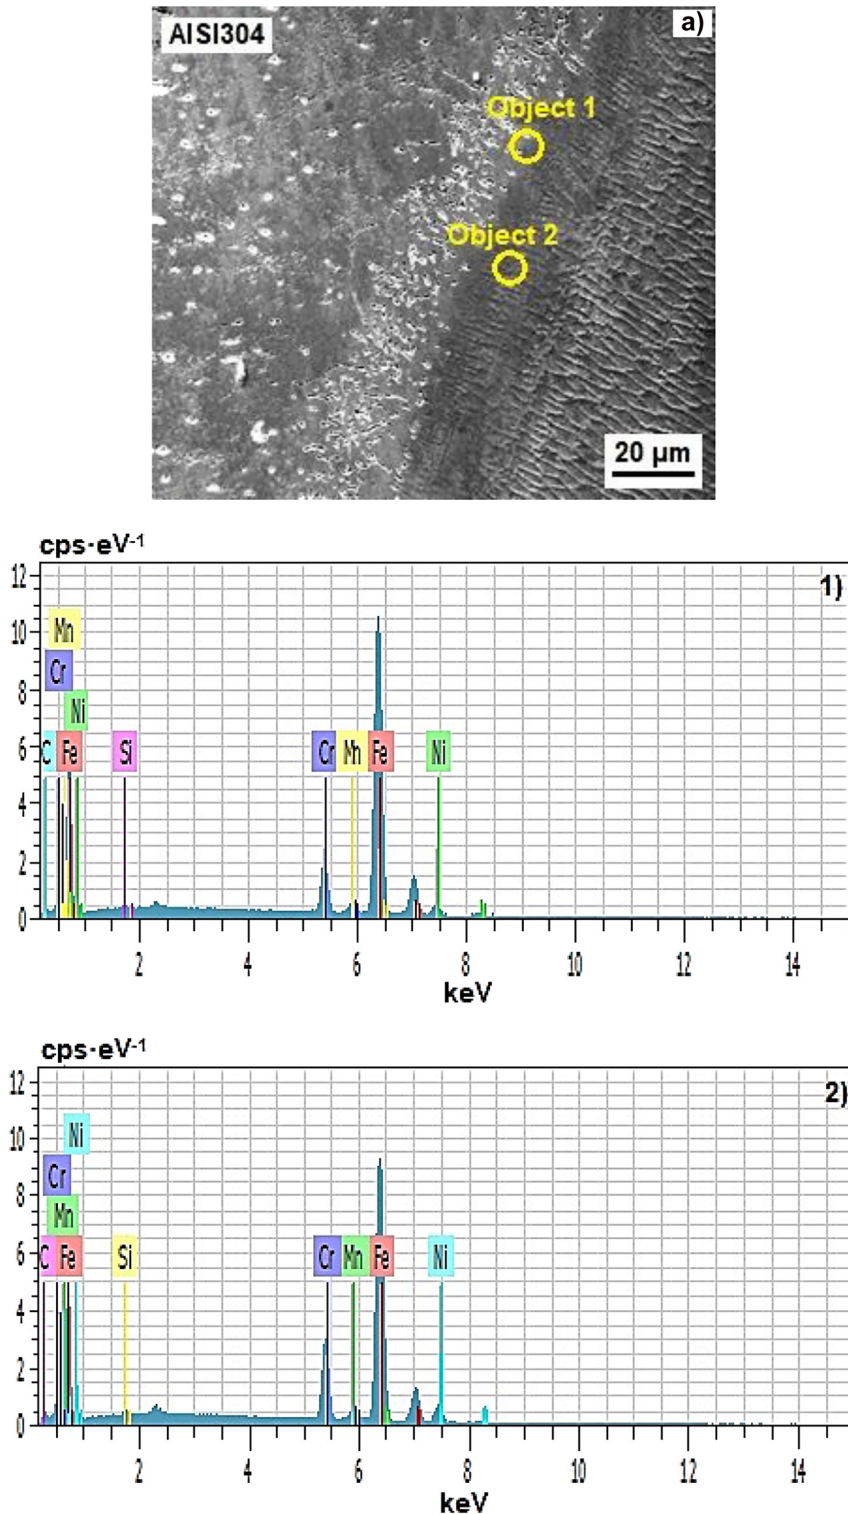 AISI304
a)
Object 1
Object 2
20 µm
cps·eV-1
1)
12
10
8
6
4
2
0
Mn
Cr
Ni
C Fe Si Cr Mn Fe Ni
2 4 6 8 10 12 14
keV
cps·eV-1
2)
12
10
8
6
4
2
0
Ni
Cr
Mn
C Fe Si Cr Mn Fe Ni
2 4 6 8 10 12 14
keV